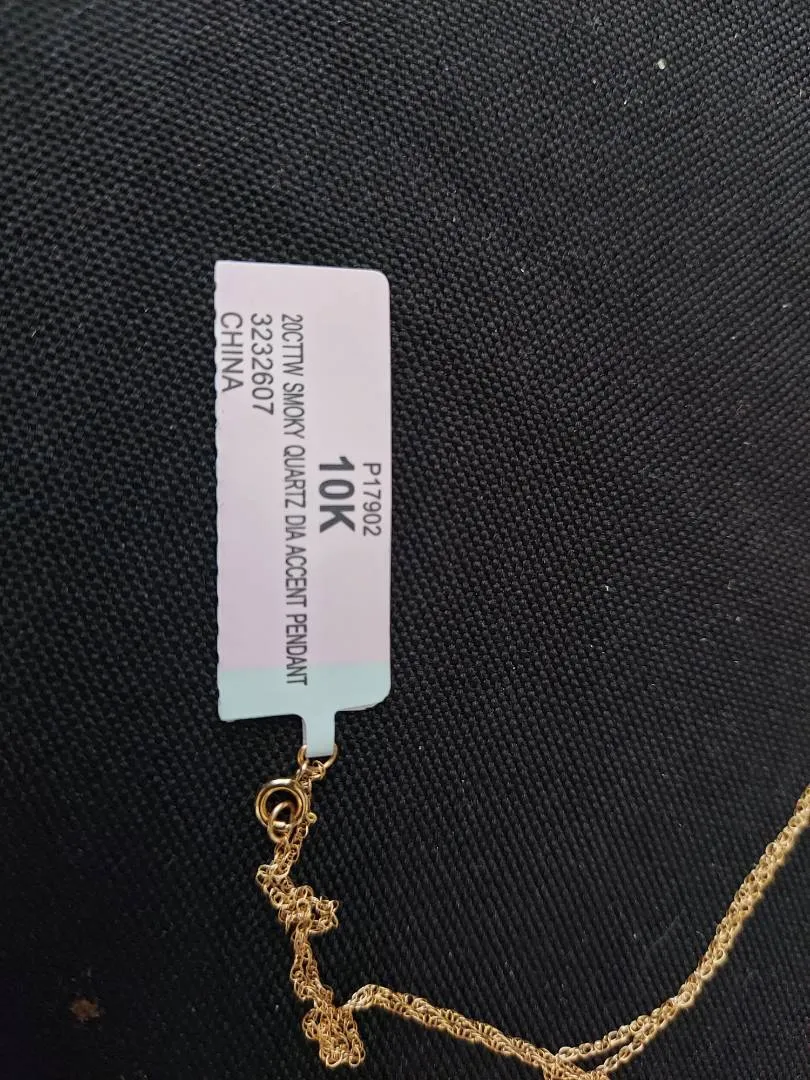 P17902
10K
20CTTW SMOKY QUARTZ DIA ACCENT PENDANT
3232607
CHINA